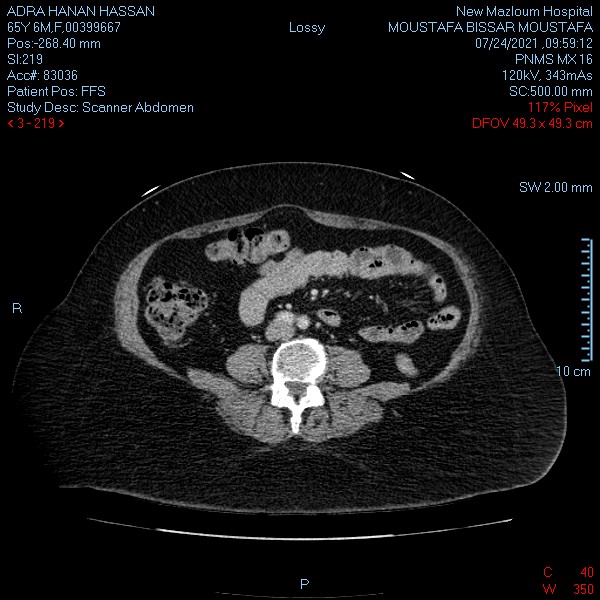 ADRA HANAN HASSAN
65Y 6M,F,00399667
Pos:-268.40 mm
SI:219
Acc#: 83036
Patient Pos: FFS
Study Desc: Scanner Abdomen
< 3 - 219 >
Lossy
New Mazloum Hospital
MOUSTAFA BISSAR MOUSTAFA
07/24/2021 ,09:59:12
PNMS MX 16
120kV, 343mAs
SC:500.00 mm
117% Pixel
DFOV 49.3 x 49.3 cm
SW 2.00 mm
R
10 cm
P
C 40
W 350